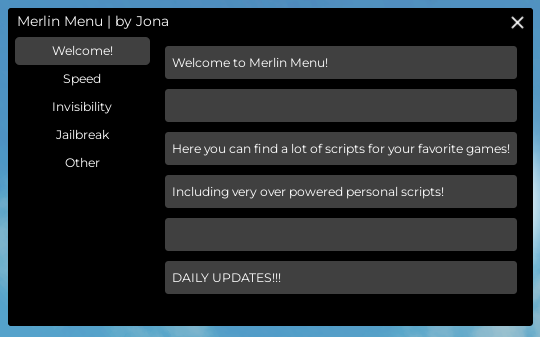 Merlin Menu | by Jona
Welcome!
Speed
Invisibility
Jailbreak
Other
Welcome to Merlin Menu!
Here you can find a lot of scripts for your favorite games!
Including very over powered personal scripts!
DAILY UPDATES!!!